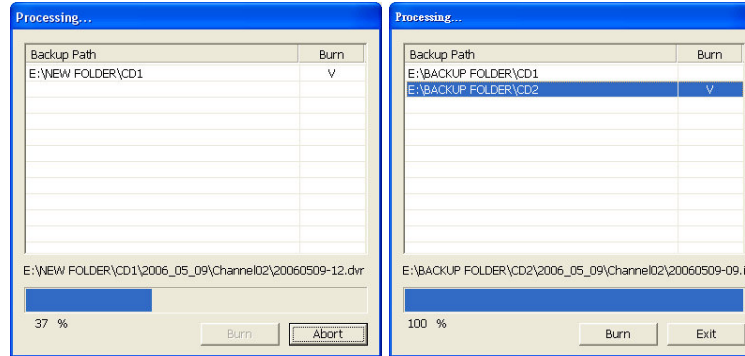 Processing...
Backup Path Burn
E:\NEW FOLDER\CD1 V
E:\NEW FOLDER\CD1\2006_05_09\Channel02\20060509-12.dvr
37 %
Burn Abort
Processing...
Backup Path Burn
E:\BACKUP FOLDER\CD1
E:\BACKUP FOLDER\CD2 V
E:\BACKUP FOLDER\CD2\2006_05_09\Channel02\20060509-09.i
100 %
Burn Exit